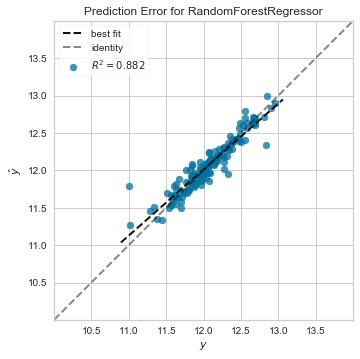 Prediction Error for RandomForestRegressor
best fit
identity
R² = 0.882
13.5
13.0
12.5
12.0
11.5
11.0
10.5
ŷ
10.5 11.0 11.5 12.0 12.5 13.0 13.5
y